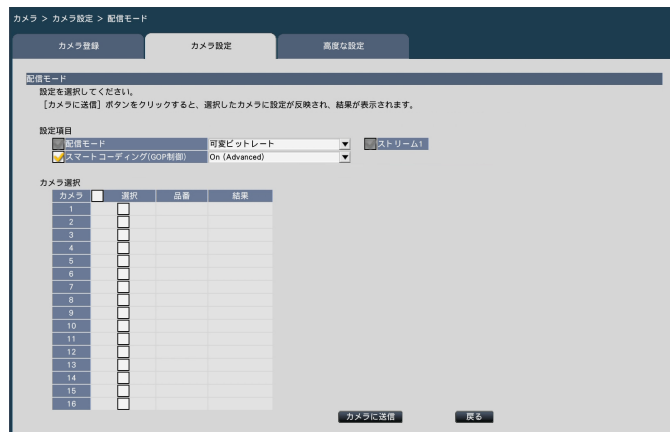 カメラ > カメラ設定 > 配信モード
カメラ登録 カメラ設定 高度な設定
配信モード
設定を選択してください。
［カメラに送信］ボタンをクリックすると、選択したカメラに設定が反映され、結果が表示されます。
設定項目
配信モード 可変ビットレート ストリーム1
スマートコーディング(GOP制御) On (Advanced)
カメラ選択
カメラ 選択 品番 結果
1
2
3
4
5
6
7
8
9
10
11
12
13
14
15
16
カメラに送信 戻る